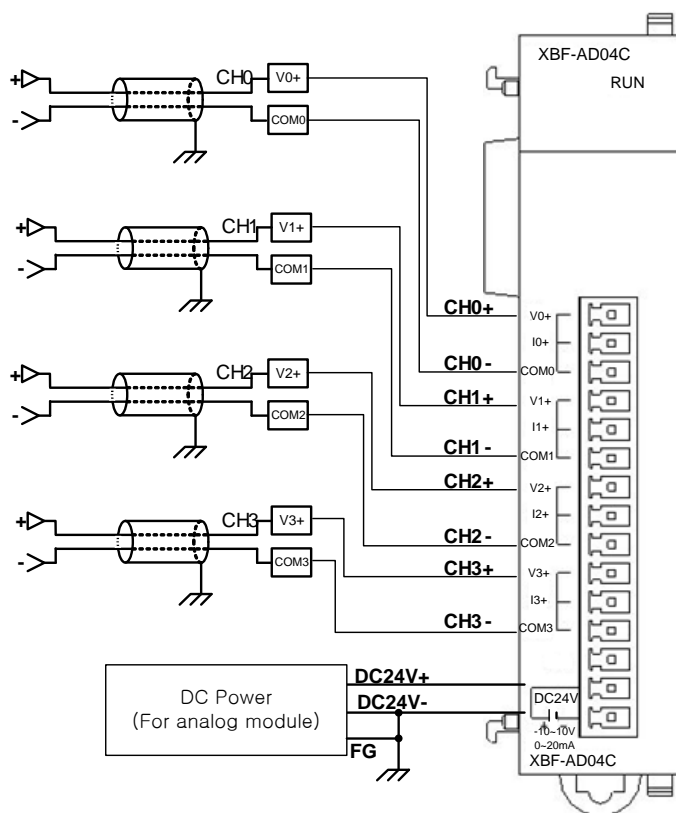 XBF-AD04C
RUN
+
CH0
V0+
-
COM0
+
CH1
V1+
-
COM1
+
CH2
V2+
-
COM2
+
CH3
V3+
-
COM3
CH0+
V0+
I0+
CH0 -
COM0
CH1+
V1+
I1+
CH1 -
COM1
CH2+
V2+
I2+
CH2 -
COM2
CH3+
V3+
I3+
CH3 -
COM3
DC Power
(For analog module)
DC24V+
DC24V-
FG
DC24V
-10~10V
0~20mA
XBF-AD04C